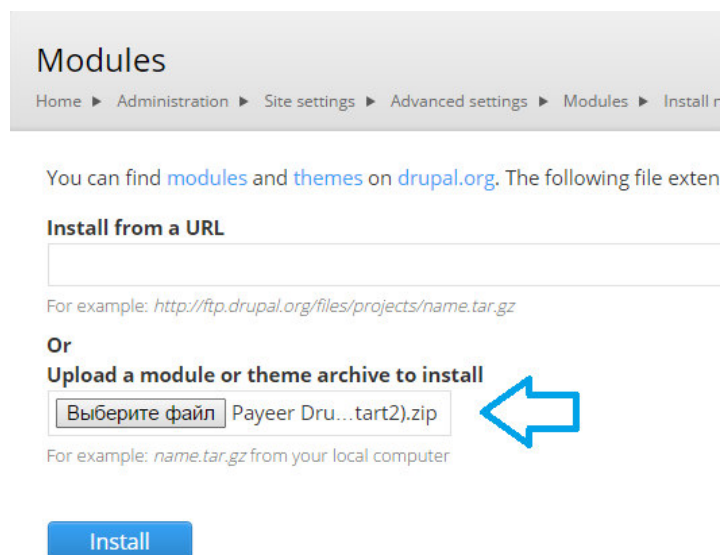 Modules
Home ▶ Administration ▶ Site settings ▶ Advanced settings ▶ Modules ▶ Install
You can find modules and themes on drupal.org. The following file exten
Install from a URL
For example: http://ftp.drupal.org/files/projects/name.tar.gz
Or
Upload a module or theme archive to install
Выберите файл Payeer Dru…tart2).zip
For example: name.tar.gz from your local computer
Install